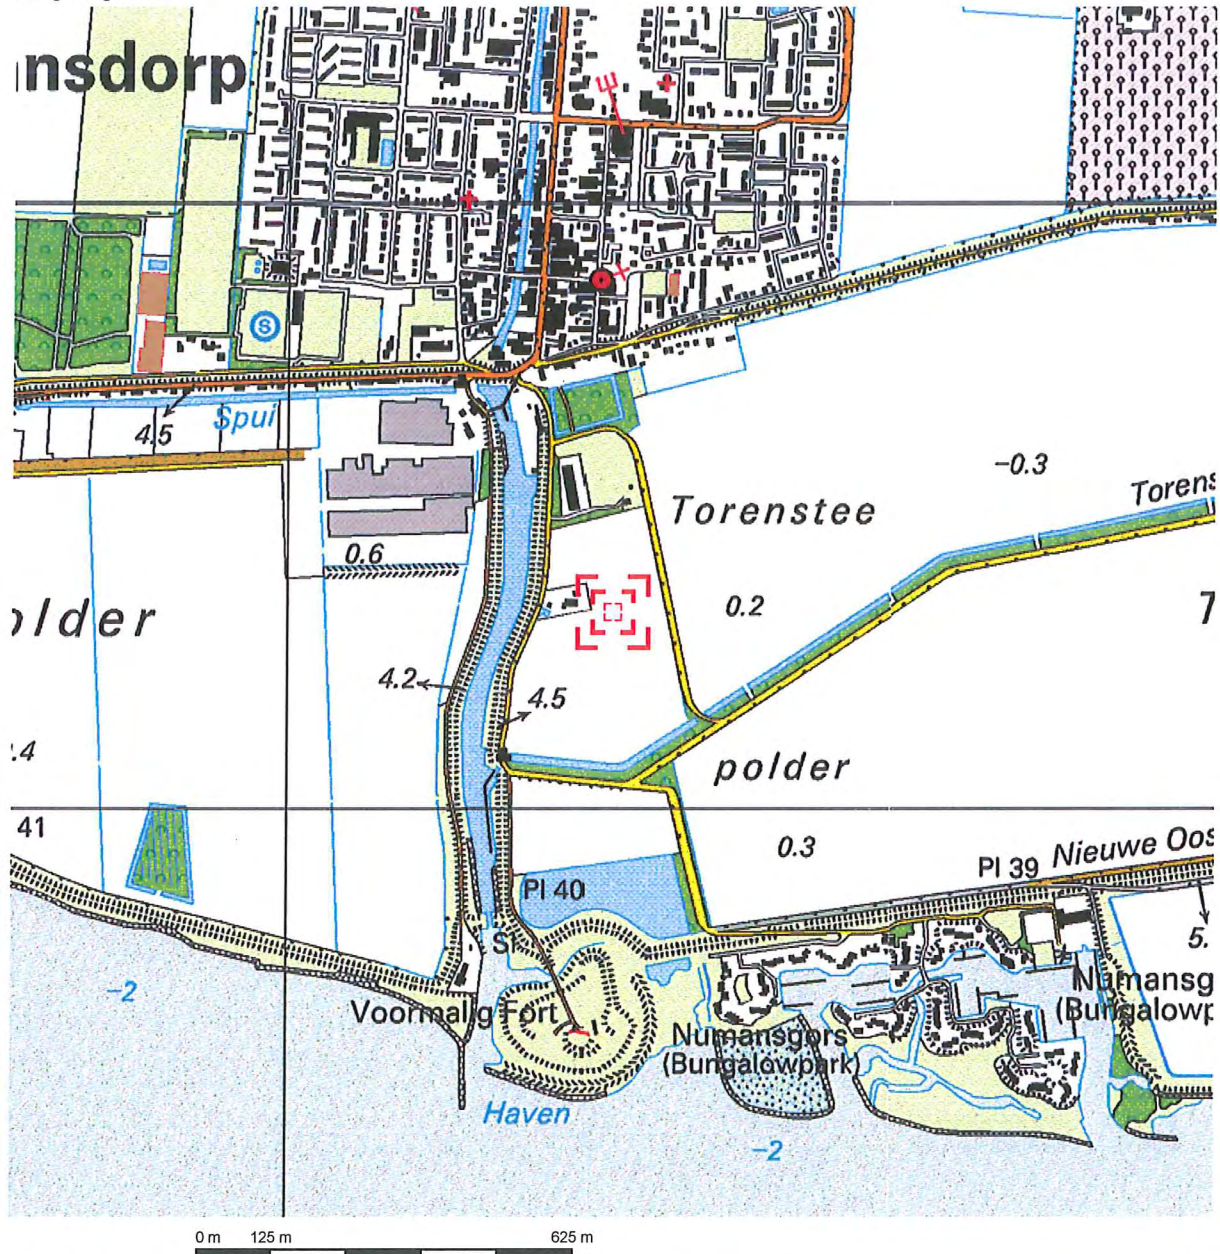 nsdorp
S
Spui
4.5
-0.3
Torens
Torenstee
0.6
0.2
7
older
4.2
4.5
.4
polder
41
0.3
Pl 39
Nieuwe Oos
Pl 40
Sl.
5.
-2
Voormalig Fort
Numansg
(Bungalowp
Numansgors
(Bungalowpark)
Haven
-2
0 m
125 m
625 m